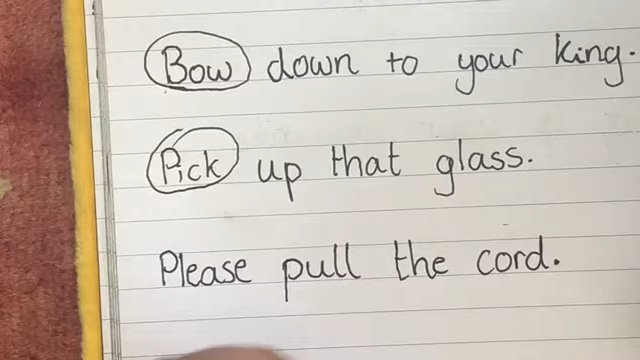 Bow down to your king.
Pick up that glass.
Please pull the cord.